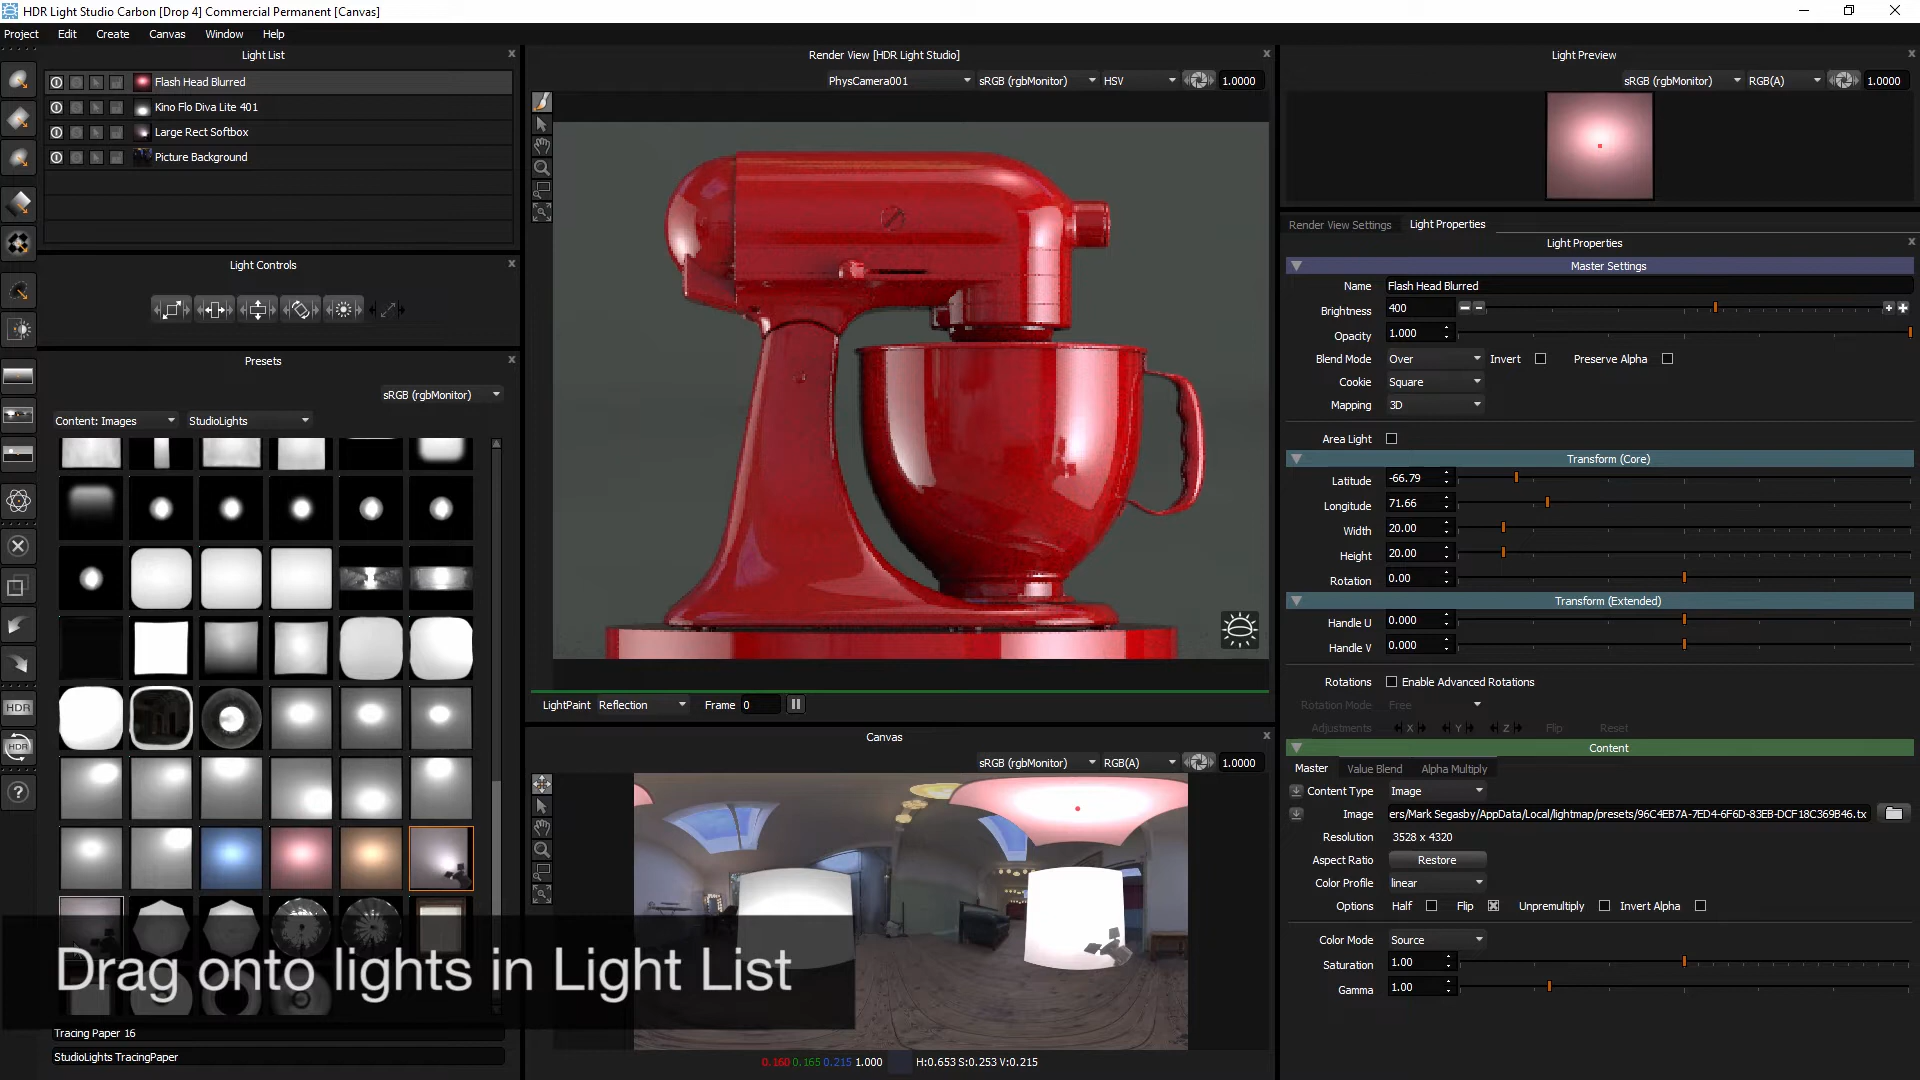 HDR Light Studio Carbon [Drop 4] Commercial Permanent [Canvas]
Project Edit Create Canvas Window Help
Light List
Flash Head Blurred
Kino Flo Diva Lite 401
Large Rect Softbox
Picture Background
Light Controls
Presets
sRGB (rgbMonitor)
Content: Images StudioLights
HDR
HDR
Tracing Paper 16
StudioLights TracingPaper
Drag onto lights in Light List
Render View [HDR Light Studio]
PhysCamera001 sRGB (rgbMonitor) HSV 1.0000
LightPaint Reflection Frame 0
Canvas
sRGB (rgbMonitor) RGB(A) 1.0000
0.160 0.165 0.215 1.000 H:0.653 S:0.253 V:0.215
Light Preview
sRGB (rgbMonitor) RGB(A) 1.0000
Render View Settings Light Properties
Light Properties
Master Settings
Name Flash Head Blurred
Brightness 400
Opacity 1.000
Blend Mode Over Invert Preserve Alpha
Cookie Square
Mapping 3D
Area Light
Transform (Core)
Latitude -66.79
Longitude 71.66
Width 20.00
Height 20.00
Rotation 0.00
Transform (Extended)
Handle U 0.000
Handle V 0.000
Rotations Enable Advanced Rotations
Rotation Mode Free
Adjustments X Y Z Flip Reset
Content
Master Value Blend Alpha Multiply
Content Type Image
Image ers/Mark Segasby/AppData/Local/lightmap/presets/96C4EB7A-7ED4-6F6D-83EB-DCF18C369B46.tx
Resolution 3528 x 4320
Aspect Ratio Restore
Color Profile linear
Options Half Flip Unpremultiply Invert Alpha
Color Mode Source
Saturation 1.00
Gamma 1.00